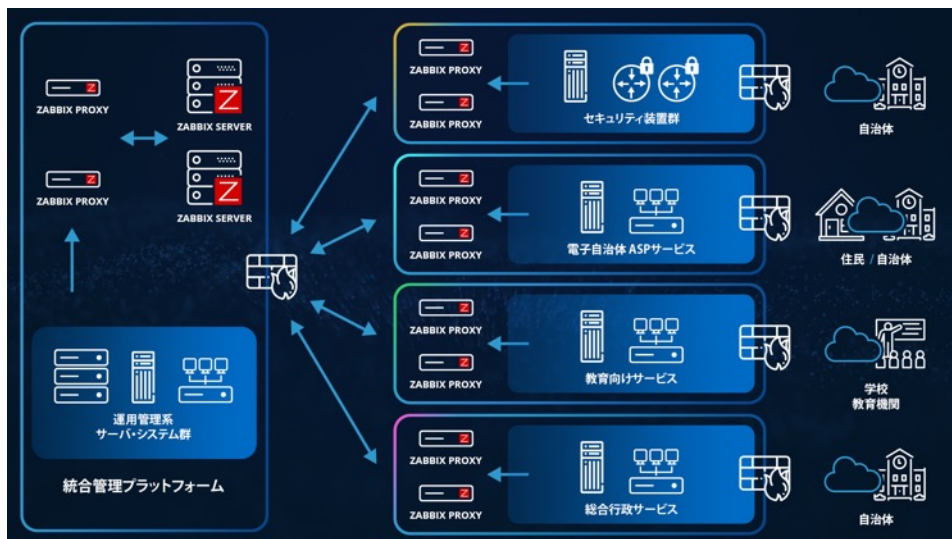 ZABBIX PROXY
ZABBIX SERVER
ZABBIX PROXY
ZABBIX SERVER
運用管理系
サーバ・システム群
統合管理プラットフォーム
ZABBIX PROXY
ZABBIX PROXY
セキュリティ装置群
自治体
ZABBIX PROXY
ZABBIX PROXY
電子自治体 ASPサービス
住民 / 自治体
ZABBIX PROXY
ZABBIX PROXY
教育向けサービス
学校
教育機関
ZABBIX PROXY
ZABBIX PROXY
総合行政サービス
自治体